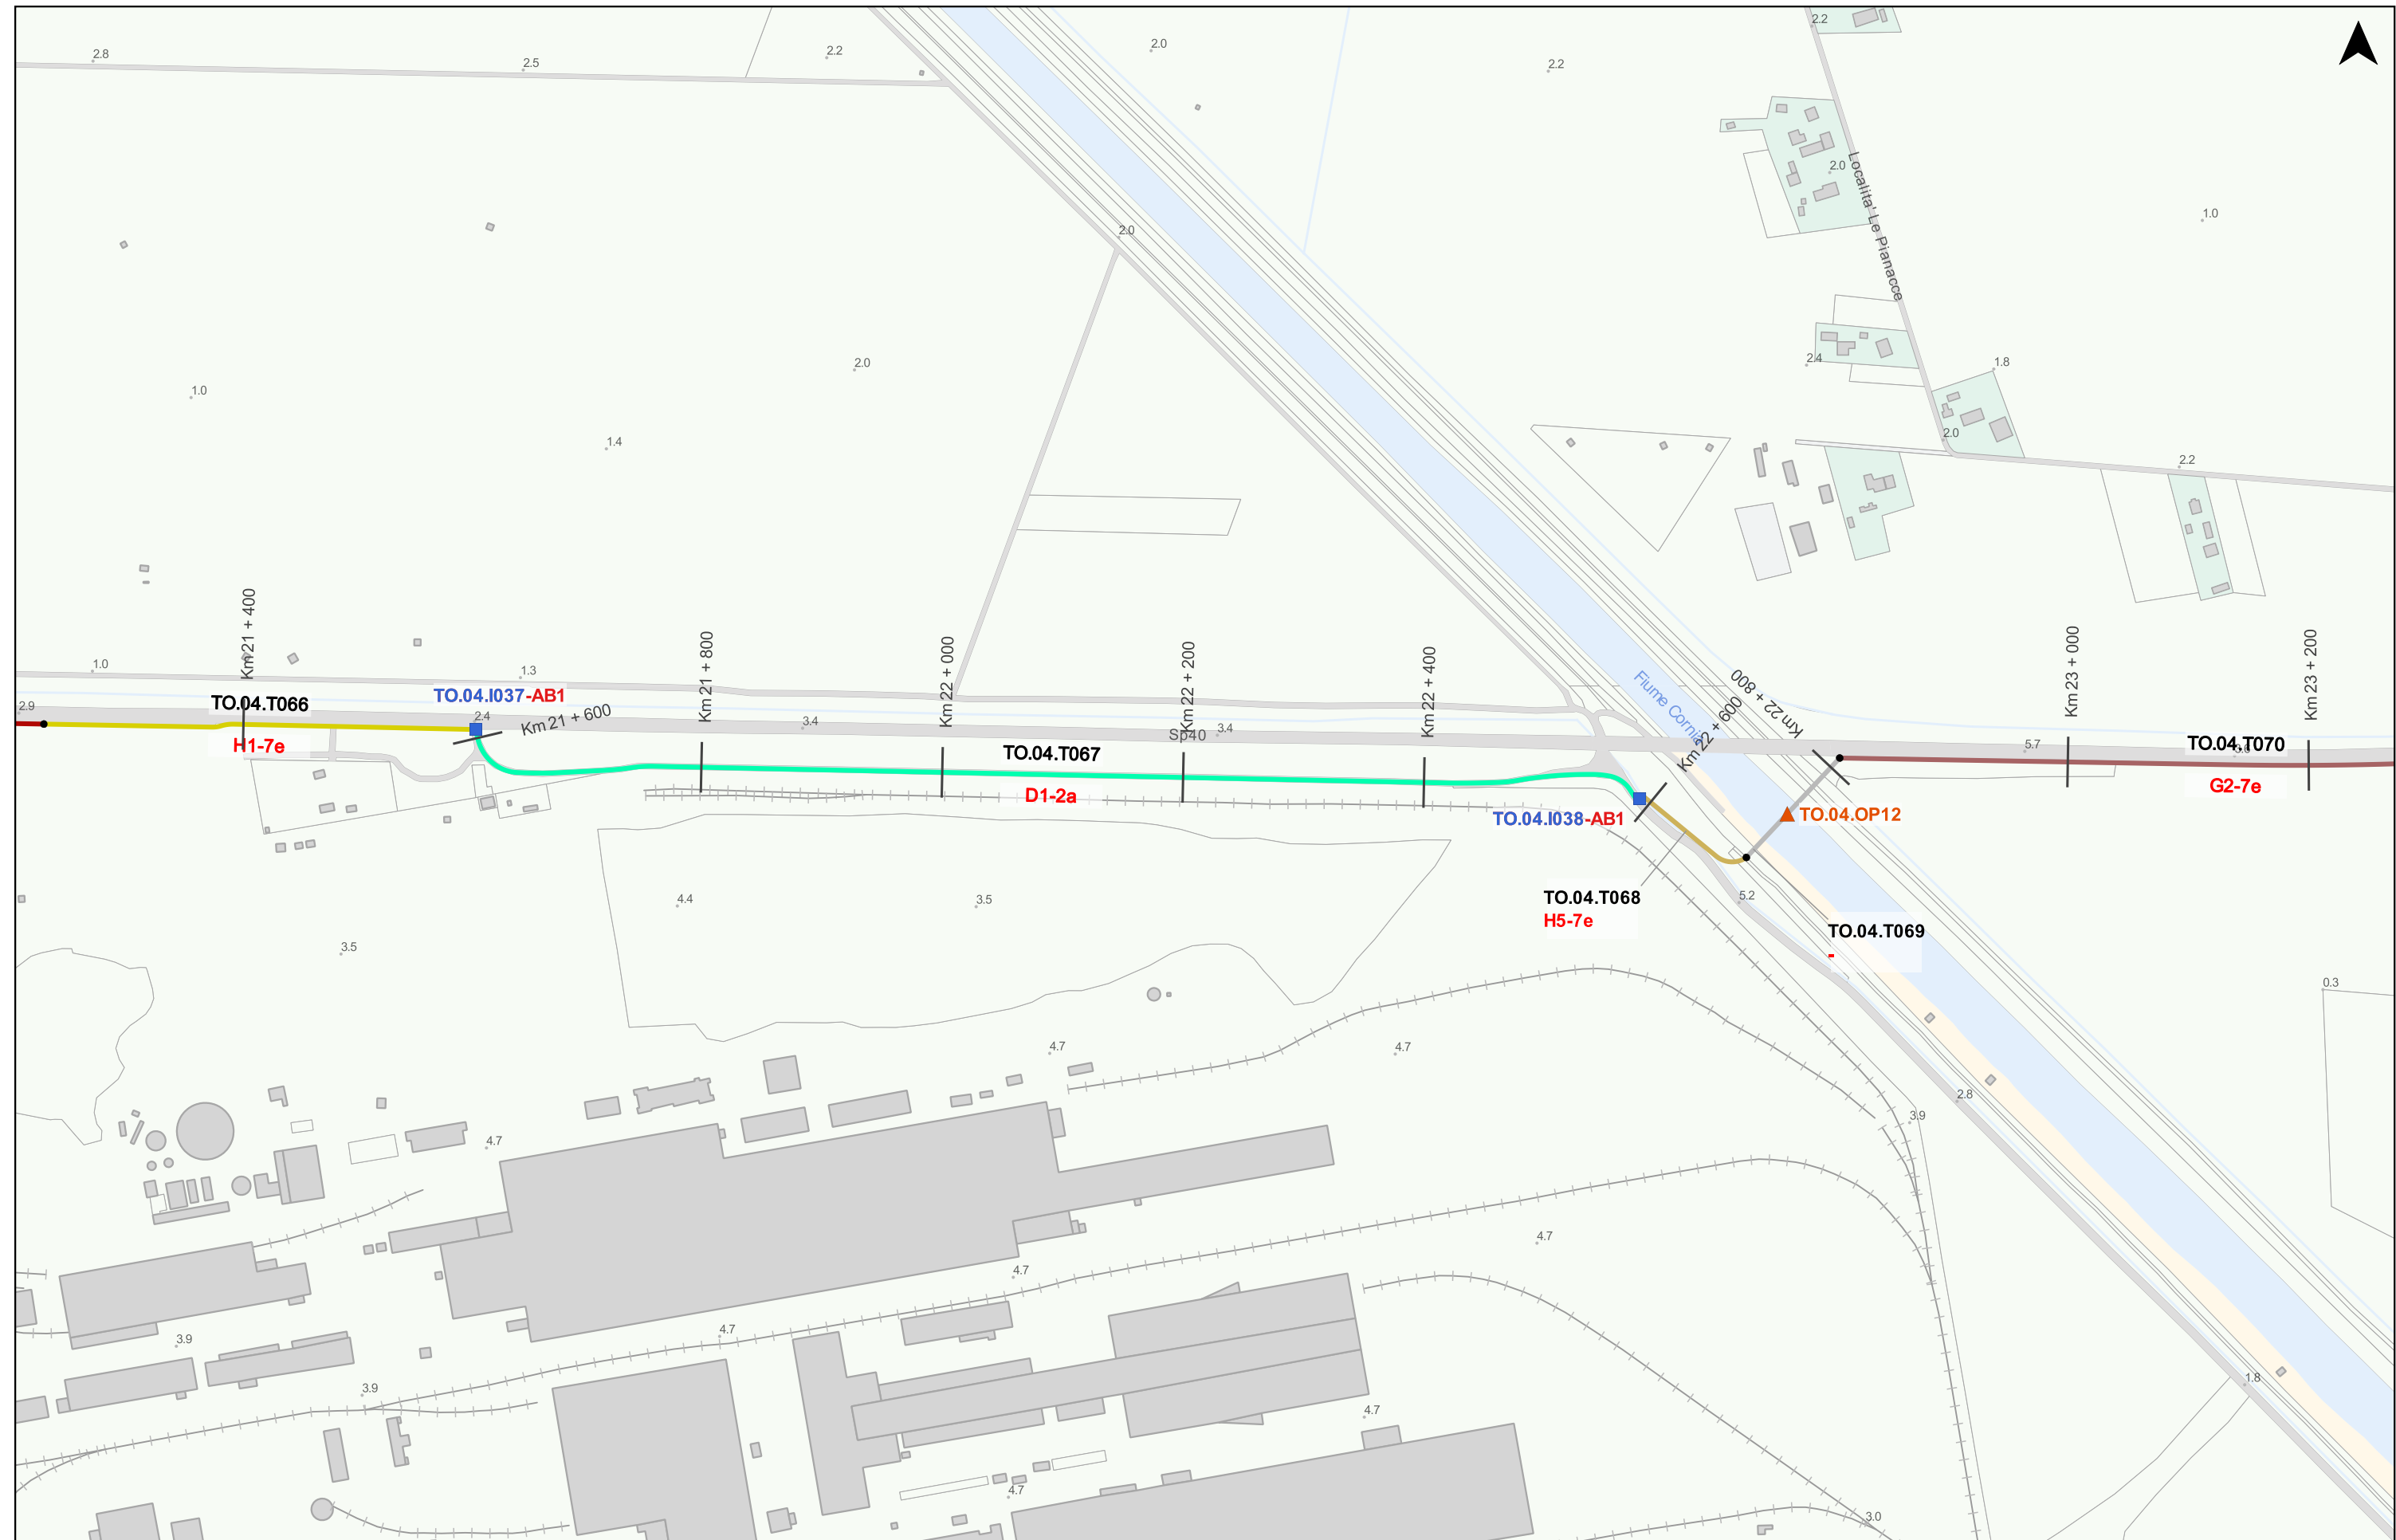 2.2
2.8
2.5
2.2
2.0
2.2
2.0
Localita' Le Pianacce
1.0
2.0
2.0
2.4
1.8
1.0
1.4
2.0
2.2
Km 21 + 400
Km 21 + 800
Km 22 + 000
Km 22 + 200
Km 22 + 400
Km 23 + 000
Km 23 + 200
1.0
1.3
Fiume Cornia
Km 22 + 800
Km 22 + 600
2.9
TO.04.T066
TO.04.I037-AB1
2.4
Km 21 + 600
3.4
3.4
Sp40
H1-7e
TO.04.T067
D1-2a
5.7
TO.04.T070
G2-7e
TO.04.I038-AB1
TO.04.OP12
4.4
3.5
TO.04.T068
H5-7e
5.2
TO.04.T069
-
3.5
0.3
4.7
4.7
2.8
3.9
4.7
4.7
4.7
3.9
4.7
3.9
4.7
1.8
4.7
3.0